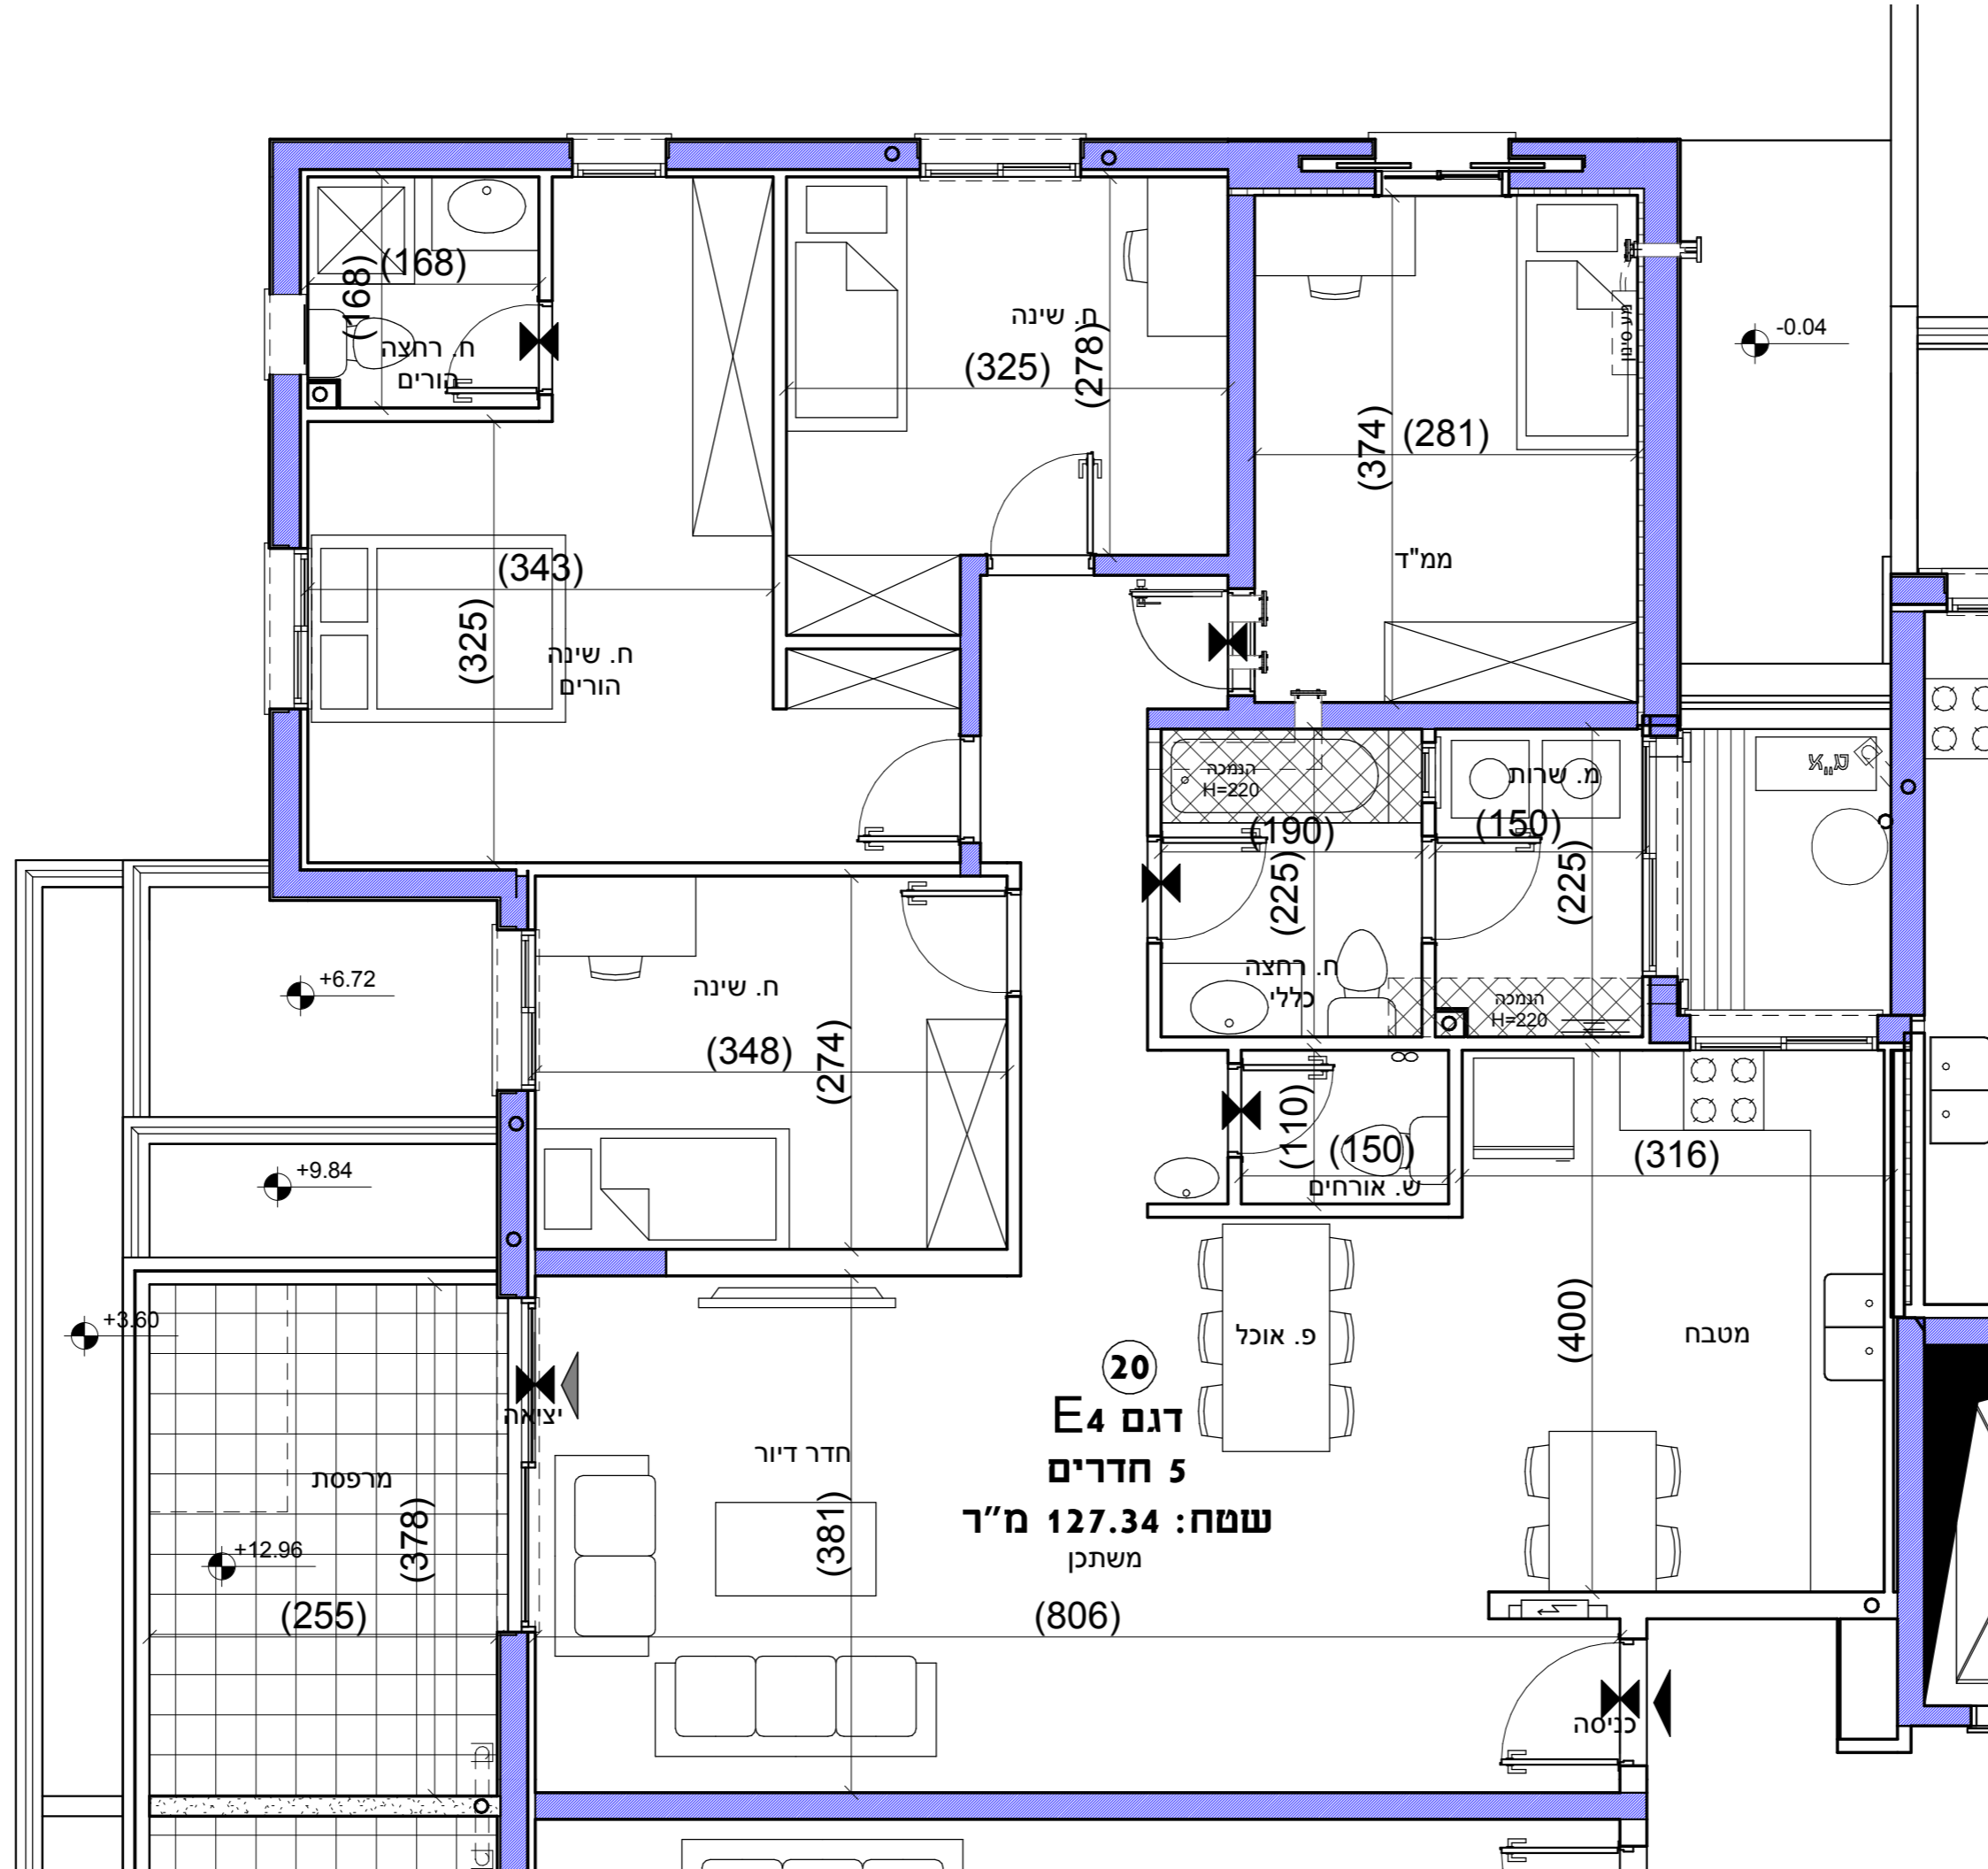 (168)
(168)
ח. רחצה
הורים
ח. שינה
(325)
(278)
(374)
(281)
מע סינון
-0.04
ממ"ד
(343)
(325)
ח. שינה
הורים
הנמכה
H=220
מ. שרות
(190)
(150)
(225)
(225)
ח. רחצה
כללי
הנמכה
H=220
+6.72
ח. שינה
(348)
(274)
+9.84
(110)
(150)
ש. אורחים
(316)
+3.60
פ. אוכל
(400)
מטבח
20
דגם E4
5 חדרים
שטח: 127.34 מ"ר
משתכן
יציאה
חדר דיור
מרפסת
(378)
(381)
+12.96
(255)
(806)
כניסה